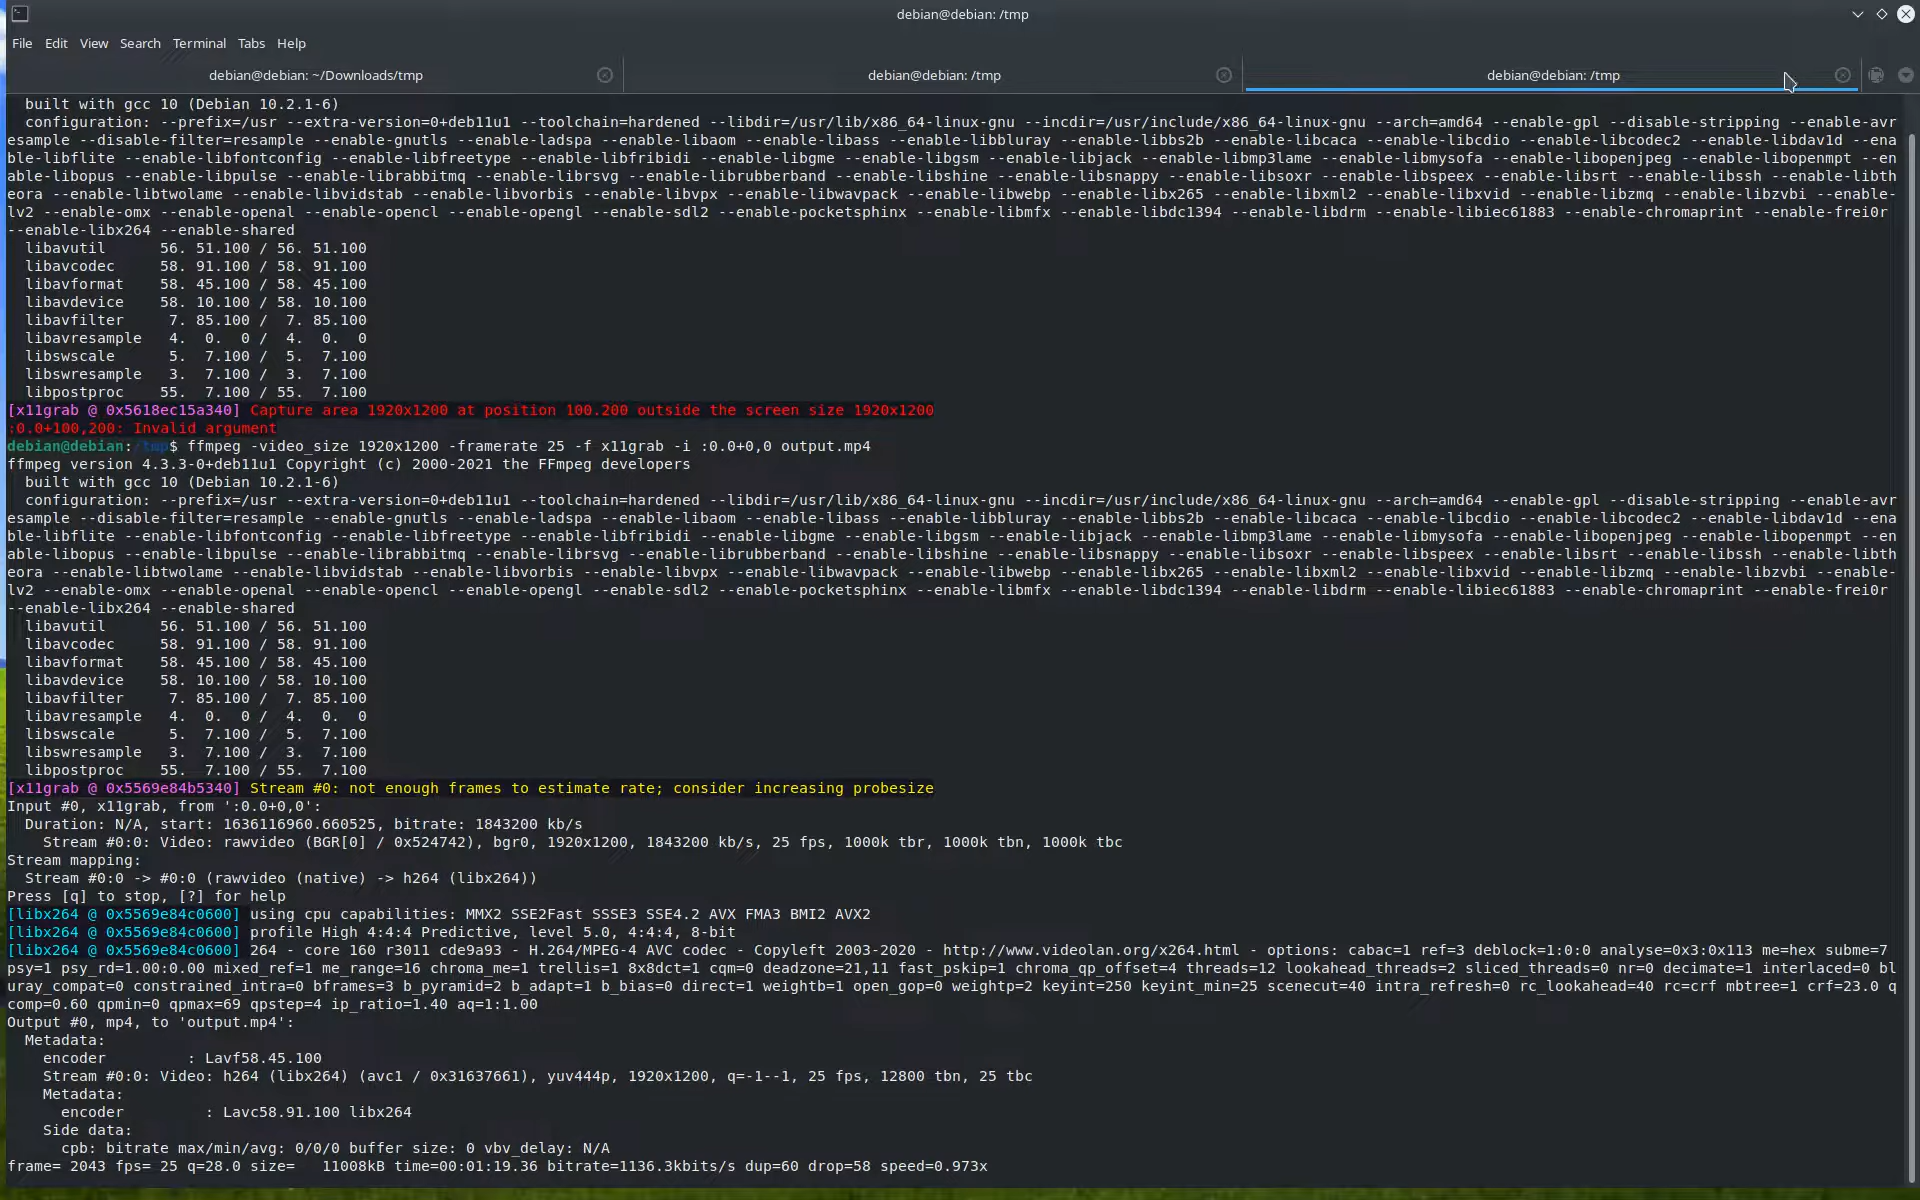 debian@debian: /tmp
File Edit View Search Terminal Tabs Help
debian@debian: ~/Downloads/tmp debian@debian: /tmp debian@debian: /tmp
built with gcc 10 (Debian 10.2.1-6)
configuration: --prefix=/usr --extra-version=0+deb11u1 --toolchain=hardened --libdir=/usr/lib/x86_64-linux-gnu --incdir=/usr/include/x86_64-linux-gnu --arch=amd64 --enable-gpl --disable-stripping --enable-avr
esample --disable-filter=resample --enable-gnutls --enable-ladspa --enable-libaom --enable-libass --enable-libbluray --enable-libbs2b --enable-libcaca --enable-libcdio --enable-libcodec2 --enable-libdav1d --ena
ble-libflite --enable-libfontconfig --enable-libfreetype --enable-libfribidi --enable-libgme --enable-libgsm --enable-libjack --enable-libmp3lame --enable-libmysofa --enable-libopenjpeg --enable-libopenmpt --en
able-libopus --enable-libpulse --enable-librabbitmq --enable-librsvg --enable-librubberband --enable-libshine --enable-libsnappy --enable-libsoxr --enable-libspeex --enable-libsrt --enable-libssh --enable-libth
eora --enable-libtwolame --enable-libvidstab --enable-libvorbis --enable-libvpx --enable-libwavpack --enable-libwebp --enable-libx265 --enable-libxml2 --enable-libxvid --enable-libzmq --enable-libzvbi --enable-
lv2 --enable-omx --enable-openal --enable-opencl --enable-opengl --enable-sdl2 --enable-pocketsphinx --enable-libmfx --enable-libdc1394 --enable-libdrm --enable-libiec61883 --enable-chromaprint --enable-frei0r
--enable-libx264 --enable-shared
libavutil 56. 51.100 / 56. 51.100
libavcodec 58. 91.100 / 58. 91.100
libavformat 58. 45.100 / 58. 45.100
libavdevice 58. 10.100 / 58. 10.100
libavfilter 7. 85.100 / 7. 85.100
libavresample 4. 0. 0 / 4. 0. 0
libswscale 5. 7.100 / 5. 7.100
libswresample 3. 7.100 / 3. 7.100
libpostproc 55. 7.100 / 55. 7.100
[x11grab @ 0x5618ec15a340] Capture area 1920x1200 at position 100.200 outside the screen size 1920x1200
:0.0+100,200: Invalid argument
debian@debian:/tmp$ ffmpeg -video_size 1920x1200 -framerate 25 -f x11grab -i :0.0+0,0 output.mp4
ffmpeg version 4.3.3-0+deb11u1 Copyright (c) 2000-2021 the FFmpeg developers
built with gcc 10 (Debian 10.2.1-6)
configuration: --prefix=/usr --extra-version=0+deb11u1 --toolchain=hardened --libdir=/usr/lib/x86_64-linux-gnu --incdir=/usr/include/x86_64-linux-gnu --arch=amd64 --enable-gpl --disable-stripping --enable-avr
esample --disable-filter=resample --enable-gnutls --enable-ladspa --enable-libaom --enable-libass --enable-libbluray --enable-libbs2b --enable-libcaca --enable-libcdio --enable-libcodec2 --enable-libdav1d --ena
ble-libflite --enable-libfontconfig --enable-libfreetype --enable-libfribidi --enable-libgme --enable-libgsm --enable-libjack --enable-libmp3lame --enable-libmysofa --enable-libopenjpeg --enable-libopenmpt --en
able-libopus --enable-libpulse --enable-librabbitmq --enable-librsvg --enable-librubberband --enable-libshine --enable-libsnappy --enable-libsoxr --enable-libspeex --enable-libsrt --enable-libssh --enable-libth
eora --enable-libtwolame --enable-libvidstab --enable-libvorbis --enable-libvpx --enable-libwavpack --enable-libwebp --enable-libx265 --enable-libxml2 --enable-libxvid --enable-libzmq --enable-libzvbi --enable-
lv2 --enable-omx --enable-openal --enable-opencl --enable-opengl --enable-sdl2 --enable-pocketsphinx --enable-libmfx --enable-libdc1394 --enable-libdrm --enable-libiec61883 --enable-chromaprint --enable-frei0r
--enable-libx264 --enable-shared
libavutil 56. 51.100 / 56. 51.100
libavcodec 58. 91.100 / 58. 91.100
libavformat 58. 45.100 / 58. 45.100
libavdevice 58. 10.100 / 58. 10.100
libavfilter 7. 85.100 / 7. 85.100
libavresample 4. 0. 0 / 4. 0. 0
libswscale 5. 7.100 / 5. 7.100
libswresample 3. 7.100 / 3. 7.100
libpostproc 55. 7.100 / 55. 7.100
[x11grab @ 0x5569e84b5340] Stream #0: not enough frames to estimate rate; consider increasing probesize
Input #0, x11grab, from ':0.0+0,0':
Duration: N/A, start: 1636116960.660525, bitrate: 1843200 kb/s
Stream #0:0: Video: rawvideo (BGR[0] / 0x524742), bgr0, 1920x1200, 1843200 kb/s, 25 fps, 1000k tbr, 1000k tbn, 1000k tbc
Stream mapping:
Stream #0:0 -> #0:0 (rawvideo (native) -> h264 (libx264))
Press [q] to stop, [?] for help
[libx264 @ 0x5569e84c0600] using cpu capabilities: MMX2 SSE2Fast SSSE3 SSE4.2 AVX FMA3 BMI2 AVX2
[libx264 @ 0x5569e84c0600] profile High 4:4:4 Predictive, level 5.0, 4:4:4, 8-bit
[libx264 @ 0x5569e84c0600] 264 - core 160 r3011 cde9a93 - H.264/MPEG-4 AVC codec - Copyleft 2003-2020 - http://www.videolan.org/x264.html - options: cabac=1 ref=3 deblock=1:0:0 analyse=0x3:0x113 me=hex subme=7
psy=1 psy_rd=1.00:0.00 mixed_ref=1 me_range=16 chroma_me=1 trellis=1 8x8dct=1 cqm=0 deadzone=21,11 fast_pskip=1 chroma_qp_offset=4 threads=12 lookahead_threads=2 sliced_threads=0 nr=0 decimate=1 interlaced=0 bl
uray_compat=0 constrained_intra=0 bframes=3 b_pyramid=2 b_adapt=1 b_bias=0 direct=1 weightb=1 open_gop=0 weightp=2 keyint=250 keyint_min=25 scenecut=40 intra_refresh=0 rc_lookahead=40 rc=crf mbtree=1 crf=23.0 q
comp=0.60 qpmin=0 qpmax=69 qpstep=4 ip_ratio=1.40 aq=1:1.00
Output #0, mp4, to 'output.mp4':
Metadata:
encoder : Lavf58.45.100
Stream #0:0: Video: h264 (libx264) (avc1 / 0x31637661), yuv444p, 1920x1200, q=-1--1, 25 fps, 12800 tbn, 25 tbc
Metadata:
encoder : Lavc58.91.100 libx264
Side data:
cpb: bitrate max/min/avg: 0/0/0 buffer size: 0 vbv_delay: N/A
frame= 2043 fps= 25 q=28.0 size= 11008kB time=00:01:19.36 bitrate=1136.3kbits/s dup=60 drop=58 speed=0.973x